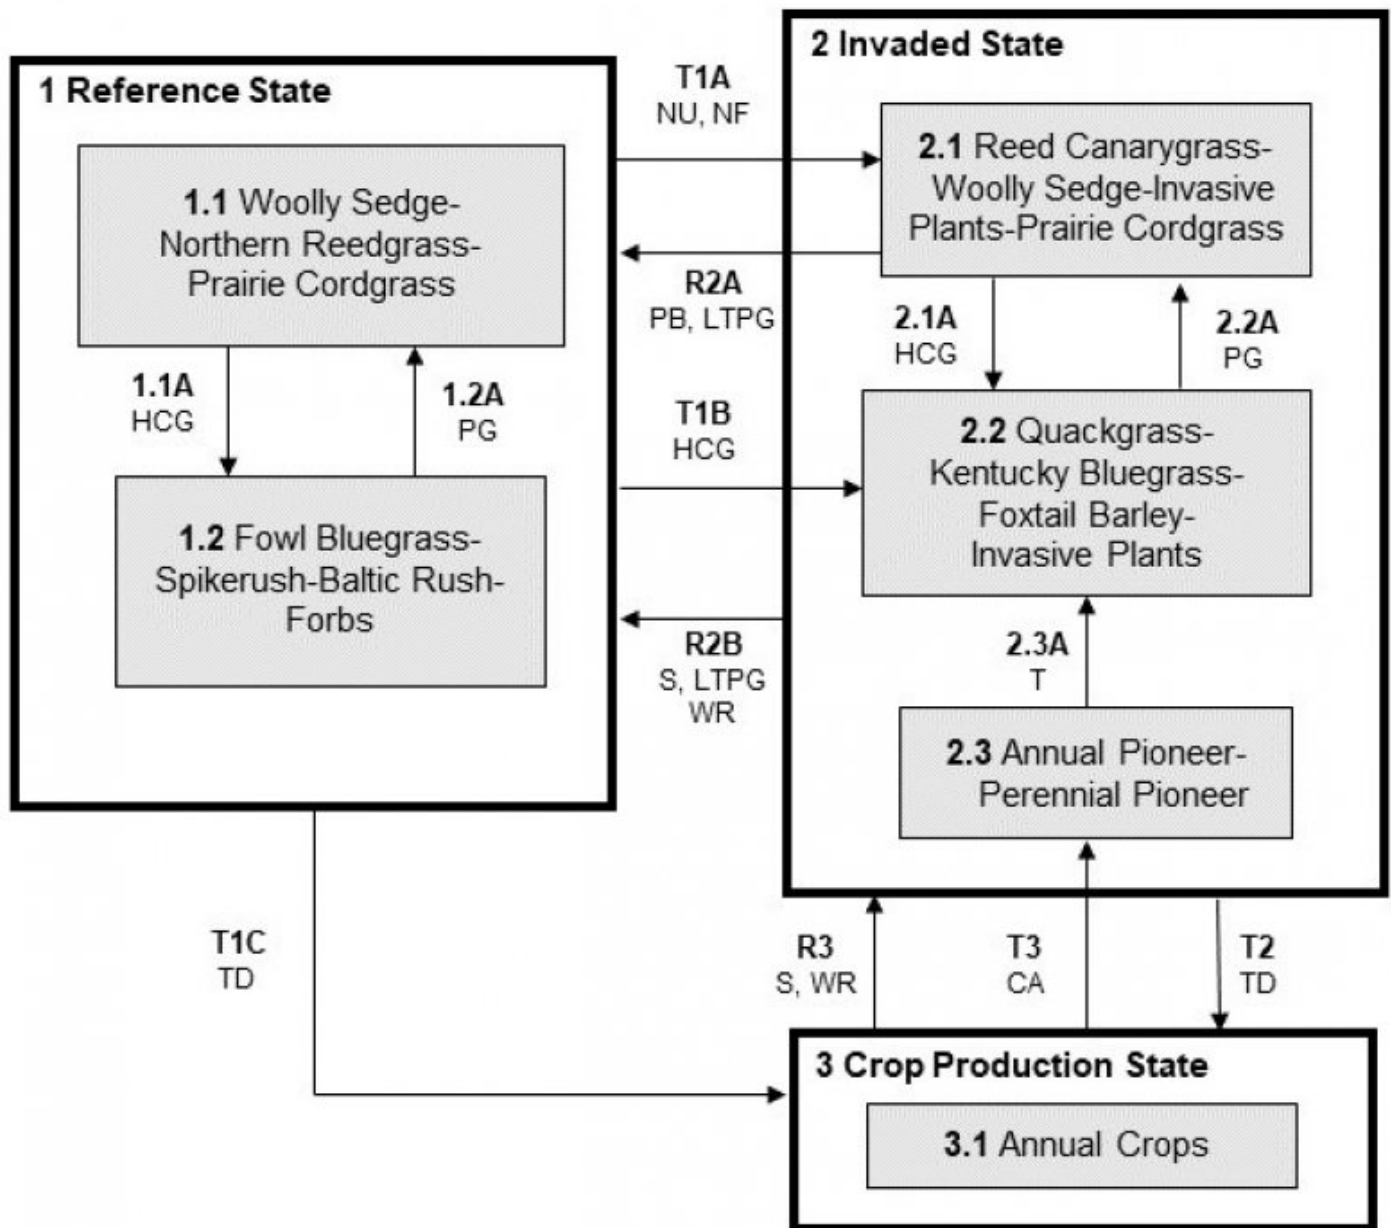 1 Reference State
1.1 Woolly Sedge-
Northern Reedgrass-
Prairie Cordgrass
1.1A
HCG
1.2A
PG
1.2 Fowl Bluegrass-
Spikerush-Baltic Rush-
Forbs
T1A
NU, NF
R2A
PB, LTPG
T1B
HCG
R2B
S, LTPG
WR
2 Invaded State
2.1 Reed Canarygrass-
Woolly Sedge-Invasive
Plants-Prairie Cordgrass
2.1A
HCG
2.2A
PG
2.2 Quackgrass-
Kentucky Bluegrass-
Foxtail Barley-
Invasive Plants
2.3A
T
2.3 Annual Pioneer-
Perennial Pioneer
T1C
TD
R3
S, WR
T3
CA
T2
TD
3 Crop Production State
3.1 Annual Crops